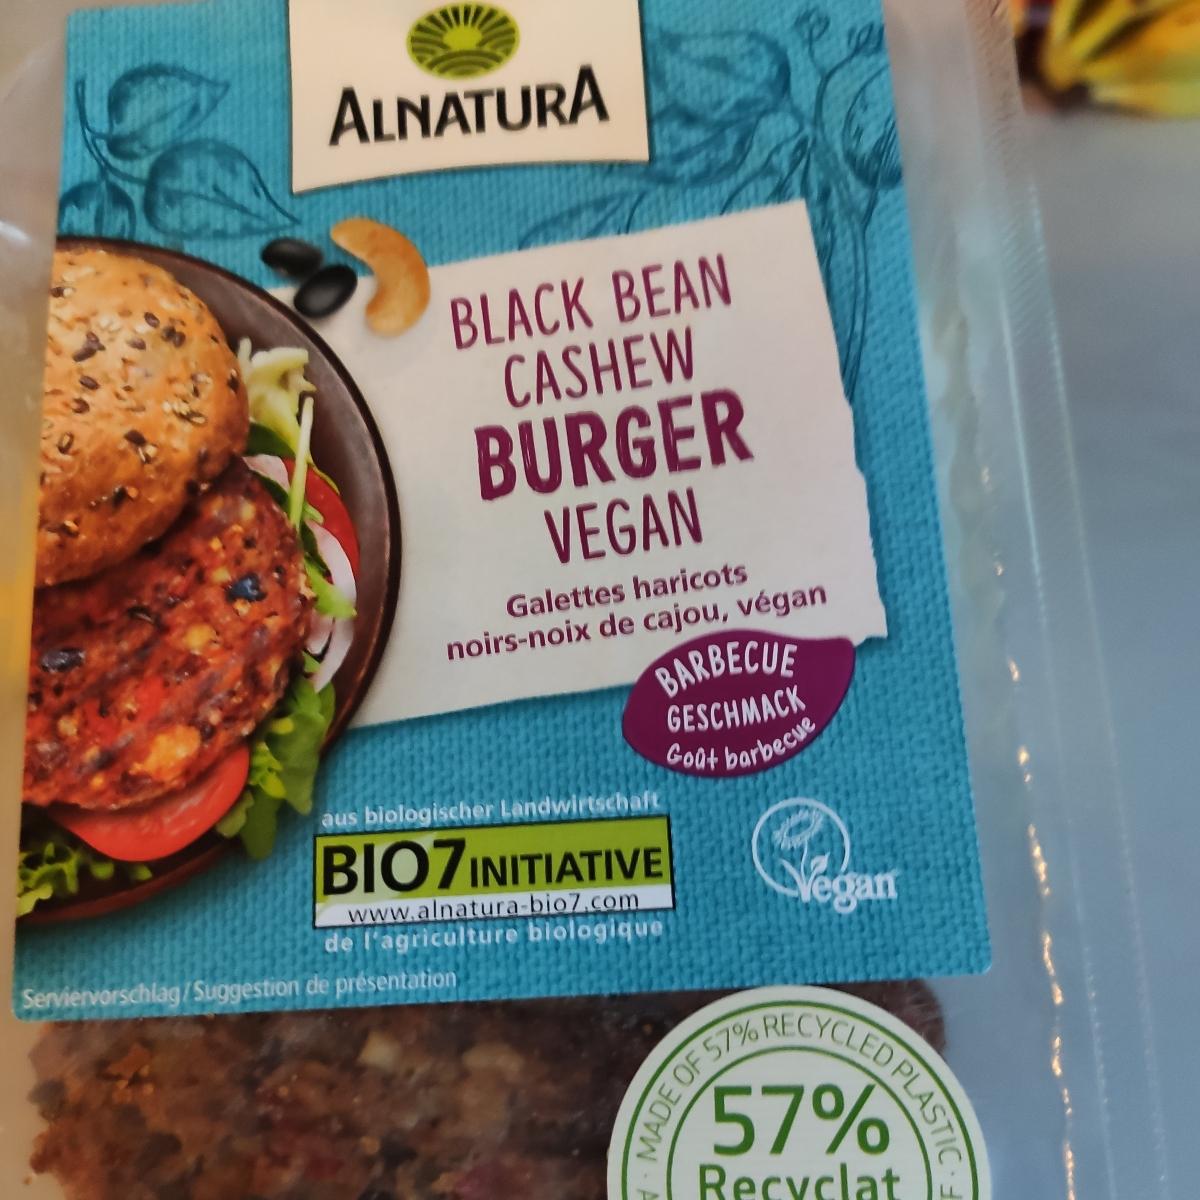 ALNATURA
BLACK BEAN
CASHEW
BURGER
VEGAN
Galettes haricots
noirs-noix de cajou, végan
BARBECUE
GESCHMACK
Goût barbecue
aus biologischer Landwirtschaft
BIO7 INITIATIVE
www.alnatura-bio7.com
de l'agriculture biologique
Vegan
Serviervorschlag/Suggestion de présentation
MADE OF 57% RECYCLED PLASTIC
57%
Recyclat